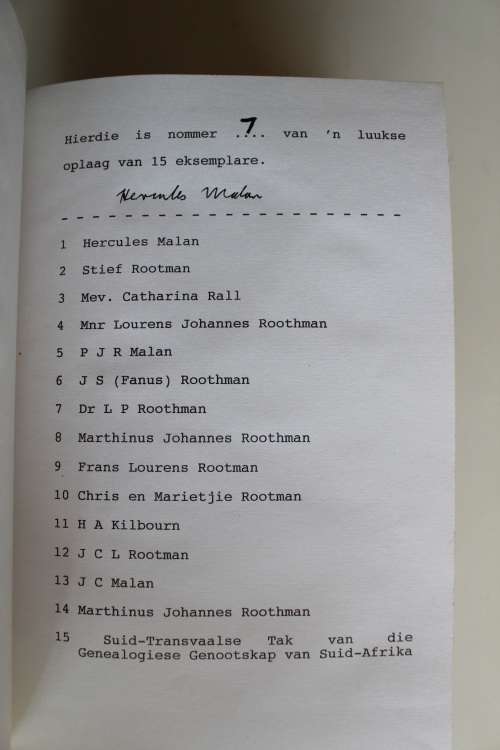 Hierdie is nommer .7.. van 'n luukse
oplaag van 15 eksemplare.
Hercules Malan
1 Hercules Malan
2 Stief Rootman
3 Mev. Catharina Rall
4 Mnr Lourens Johannes Roothman
5 P J R Malan
6 J S (Fanus) Roothman
7 Dr L P Roothman
8 Marthinus Johannes Roothman
9 Frans Lourens Rootman
10 Chris en Marietjie Rootman
11 H A Kilbourn
12 J C L Rootman
13 J C Malan
14 Marthinus Johannes Roothman
15 Suid-Transvaalse Tak van die
Genealogiese Genootskap van Suid-Afrika